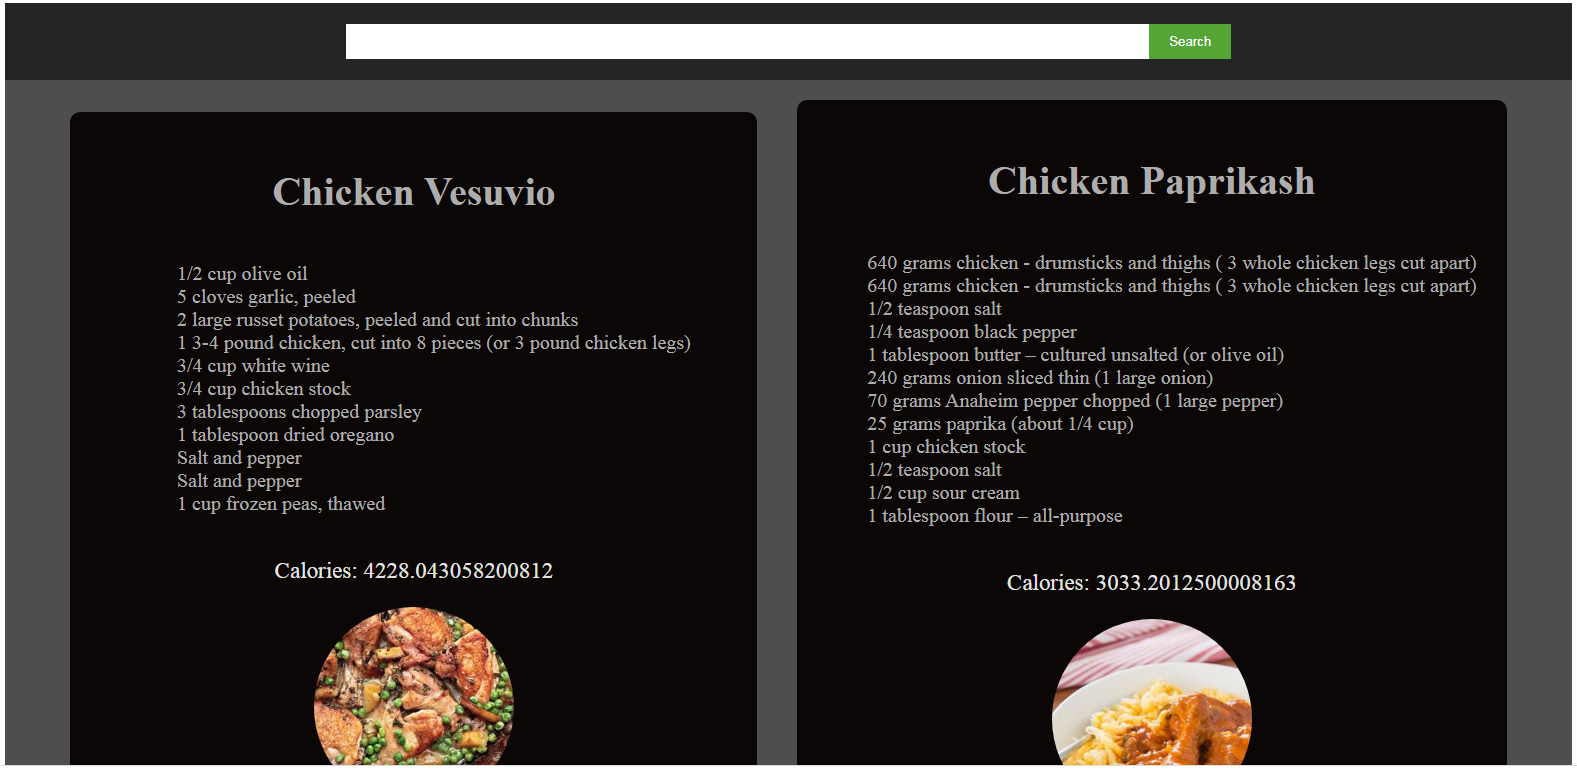 Search
Chicken Vesuvio
1/2 cup olive oil
5 cloves garlic, peeled
2 large russet potatoes, peeled and cut into chunks
1 3-4 pound chicken, cut into 8 pieces (or 3 pound chicken legs)
3/4 cup white wine
3/4 cup chicken stock
3 tablespoons chopped parsley
1 tablespoon dried oregano
Salt and pepper
Salt and pepper
1 cup frozen peas, thawed
Calories: 4228.043058200812
Chicken Paprikash
640 grams chicken - drumsticks and thighs ( 3 whole chicken legs cut apart)
640 grams chicken - drumsticks and thighs ( 3 whole chicken legs cut apart)
1/2 teaspoon salt
1/4 teaspoon black pepper
1 tablespoon butter – cultured unsalted (or olive oil)
240 grams onion sliced thin (1 large onion)
70 grams Anaheim pepper chopped (1 large pepper)
25 grams paprika (about 1/4 cup)
1 cup chicken stock
1/2 teaspoon salt
1/2 cup sour cream
1 tablespoon flour – all-purpose
Calories: 3033.2012500008163